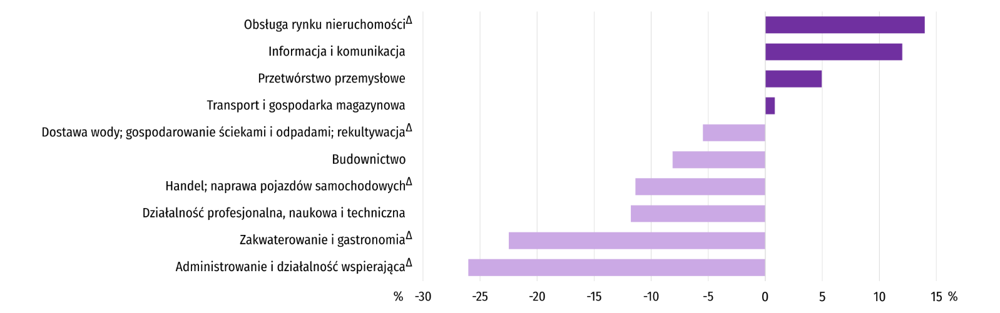 Obsługa rynku nieruchomości∆
Informacja i komunikacja
Przetwórstwo przemysłowe
Transport i gospodarka magazynowa
Dostawa wody; gospodarowanie ściekami i odpadami; rekultywacja∆
Budownictwo
Handel; naprawa pojazdów samochodowych∆
Działalność profesjonalna, naukowa i techniczna
Zakwaterowanie i gastronomia∆
Administrowanie i działalność wspierająca∆
% -30 -25 -20 -15 -10 -5 0 5 10 15 %